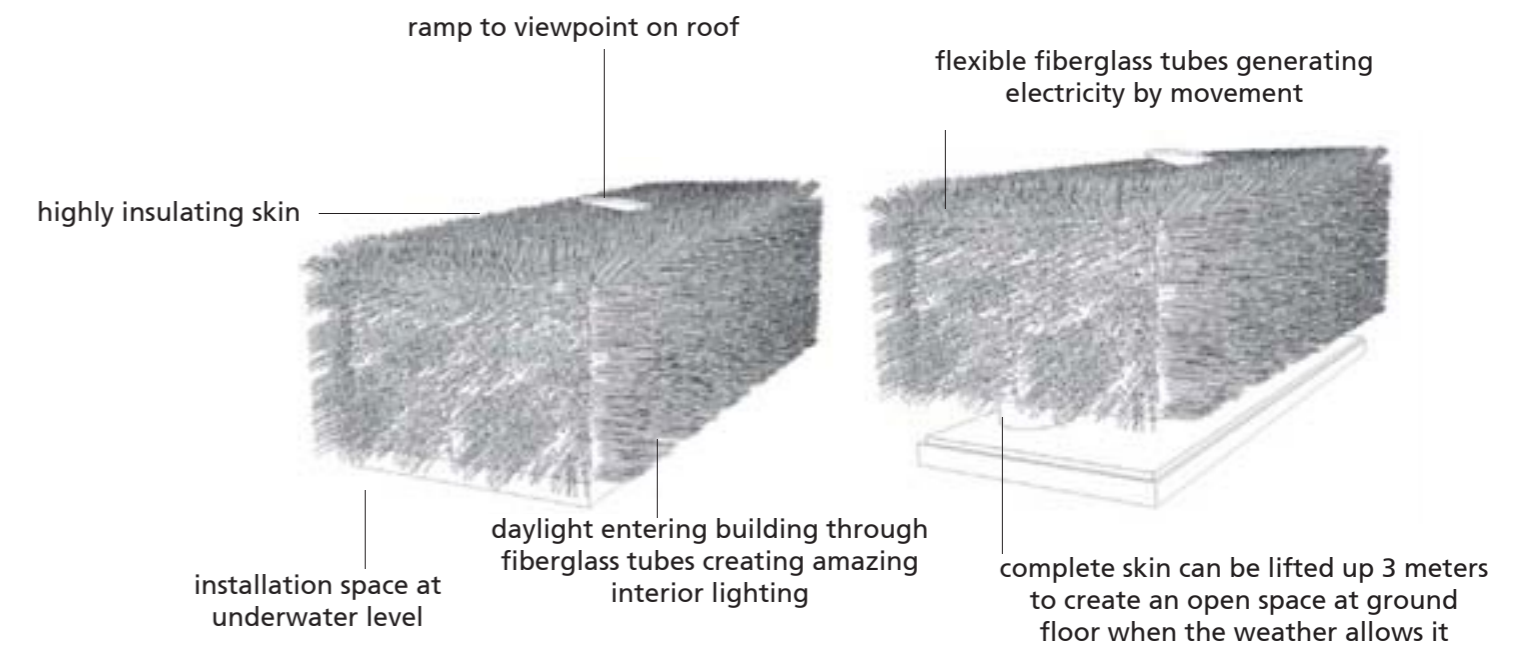 ramp to viewpoint on roof
flexible fiberglass tubes generating
electricity by movement
highly insulating skin
daylight entering building through
fiberglass tubes creating amazing
interior lighting
installation space at
underwater level
complete skin can be lifted up 3 meters
to create an open space at ground
floor when the weather allows it